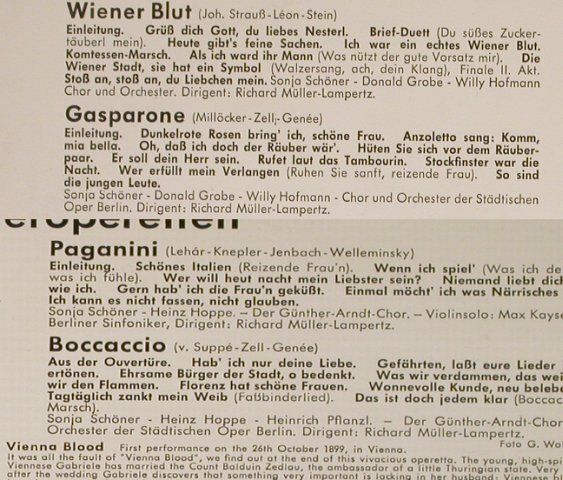 Wiener Blut (Joh. Strauß-Léon-Stein)
Einleitung. Grüß dich Gott, du liebes Nesterl. Brief-Duett (Du süßes Zucker-
täuberl mein). Heute gibt's feine Sachen. Ich war ein echtes Wiener Blut.
Komtessen-Marsch. Als ich ward ihr Mann (Was nützt der gute Vorsatz mir). Die
Wiener Stadt, sie hat ein Symbol (Walzersang, ach, dein Klang), Finale II. Akt.
Stoß an, stoß an, du Liebchen mein. Sonja Schöner - Donald Grobe - Willy Hofmann
Chor und Orchester. Dirigent: Richard Müller-Lampertz.
Gasparone (Millöcker-Zell,-Genée)
Einleitung. Dunkelrote Rosen bring' ich, schöne Frau. Anzoletto sang: Komm,
mia bella. Oh, daß ich doch der Räuber wär'. Hüten Sie sich vor dem Räuber-
paar. Er soll dein Herr sein. Rufet laut das Tambourin. Stockfinster war die
Nacht. Wer erfüllt mein Verlangen (Ruhen Sie sanft, reizende Frau). So sind
die jungen Leute.
Sonja Schöner - Donald Grobe - Willy Hofmann - Chor und Orchester der Städtischen
Oper Berlin. Dirigent: Richard Müller-Lampertz.
eroperetten
Paganini (Lehár-Knepler-Jenbach-Welleminsky)
Einleitung. Schönes Italien (Reizende Frau'n). Wenn ich spiel' (Was ich de
was ich fühle). Wer will heut nacht mein Liebster sein? Niemand liebt dich
wie ich. Gern hab' ich die Frau'n geküßt. Einmal möcht' ich was Närrisches
Ich kann es nicht fassen, nicht glauben.
Sonja Schöner - Heinz Hoppe. – Der Günther-Arndt-Chor. – Violinsolo: Max Kayse
Berliner Sinfoniker, Dirigent: Richard Müller-Lampertz.
Boccaccio (v. Suppé-Zell-Genée)
Aus der Ouvertüre. Hab' ich nur deine Liebe. Gefährten, laßt eure Lieder
ertönen. Ehrsame Bürger der Stadt, o bedenkt. Was wir verdammen, das wei
wir den Flammen. Florenz hat schöne Frauen. Wonnevolle Kunde, neu belebe
Tagtäglich zankt mein Weib (Faßbinderlied). Das ist doch jedem klar (Boccac
Marsch).
Sonja Schöner - Heinz Hoppe - Heinrich Pflanzl. – Der Günther-Arndt-Chor
Orchester der Städtischen Oper Berlin. Dirigent: Richard Müller-Lampertz.
Foto G. Wol
Vienna Blood First performance on the 26th October 1899, in Vienna.
It was all the fault of "Vienna Blood", we find out at the end of this vivacious operetta. The young, high-spi
Viennese Gabriele has married the Count Balduin Zedlau, the ambassador of a little Thuringian state. Very
after the wedding Gabriele discovers that something very important is lacking in her husband: Viennese bl